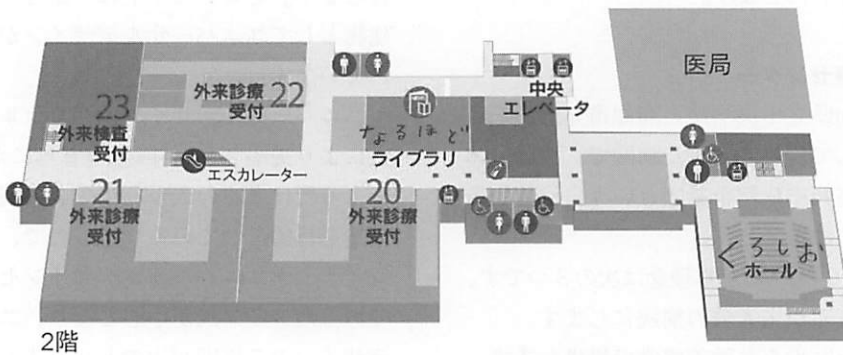 医局
中央
エレベータ
22
外来診療
受付
23
外来検査
受付
なるほど
ライブラリ
エスカレーター
21
外来診療
受付
20
外来診療
受付
くろしお
ホール
2階